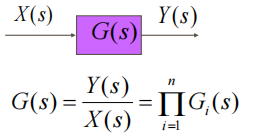 X(s) G(s) Y(s)
G(s) = Y(s)/X(s) = ∏_{i=1}^{n} G_i(s)